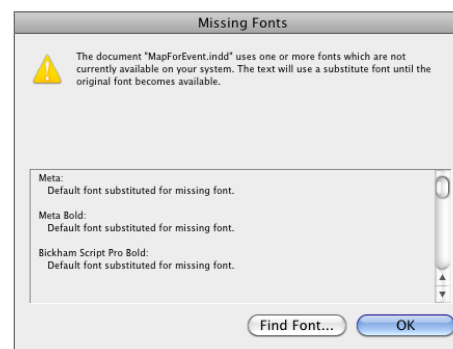 Missing Fonts
The document "MapForEvent.indd" uses one or more fonts which are not
currently available on your system. The text will use a substitute font until the
original font becomes available.
Meta:
Default font substituted for missing font.
Meta Bold:
Default font substituted for missing font.
Bickham Script Pro Bold:
Default font substituted for missing font.
Find Font...
OK